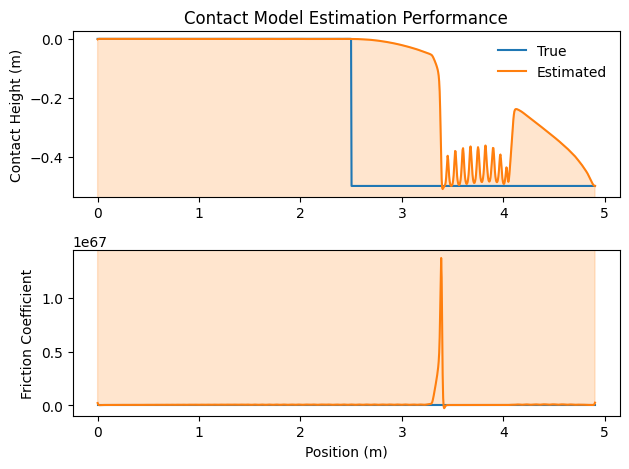 Contact Model Estimation Performance
Contact Height (m)
0.0
−0.2
−0.4
True
Estimated
0 1 2 3 4 5
1e67
Friction Coefficient
1.0
0.5
0.0
0 1 2 3 4 5
Position (m)